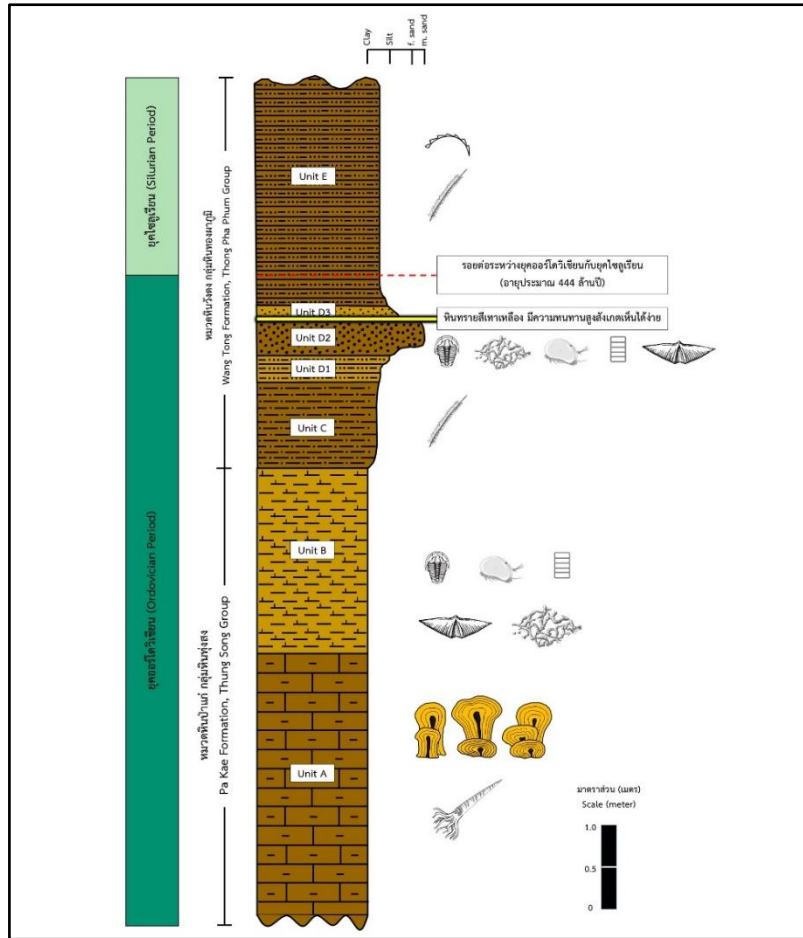 Clay
Silt
f. sand
m. sand
ยุคไซลูเรียน (Silurian Period)
หมวดหินวังตง กลุ่มหินทองผาภูมิ
Wang Tong Formation, Thong Pha Phum Group
Unit E
รอยต่อระหว่างยุคออร์โดวิเชียนกับยุคไซลูเรียน
(อายุประมาณ 444 ล้านปี)
Unit D3
หินทรายสีเทาเหลือง มีความทนทานสูงสังเกตเห็นได้ง่าย
Unit D2
Unit D1
Unit C
ยุคออร์โดวิเชียน (Ordovician Period)
หมวดหินป่าแก่ กลุ่มหินทุ่งสง
Pa Kae Formation, Thung Song Group
Unit B
Unit A
มาตราส่วน (เมตร)
Scale (meter)
1.0
0.5
0